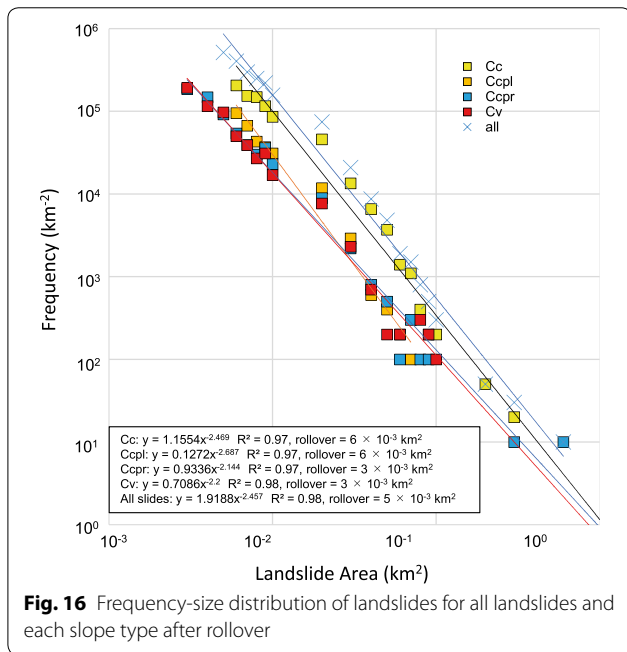 10⁶
10⁵
10⁴
10³
10²
10¹
10⁰
Frequency (km⁻²)
Cc
Ccpl
Ccpr
Cv
all
Cc: y = 1.1554x⁻²·⁴⁶⁹ R² = 0.97, rollover = 6 × 10⁻³ km²
Ccpl: y = 0.1272x⁻²·⁶⁸⁷ R² = 0.97, rollover = 6 × 10⁻³ km²
Ccpr: y = 0.9336x⁻²·¹⁴⁴ R² = 0.97, rollover = 3 × 10⁻³ km²
Cv: y = 0.7086x⁻²·² R² = 0.98, rollover = 3 × 10⁻³ km²
All slides: y = 1.9188x⁻²·⁴⁵⁷ R² = 0.98, rollover = 5 × 10⁻³ km²
10⁻³ 10⁻² 10⁻¹ 10⁰
Landslide Area (km²)
Fig. 16 Frequency-size distribution of landslides for all landslides and
each slope type after rollover